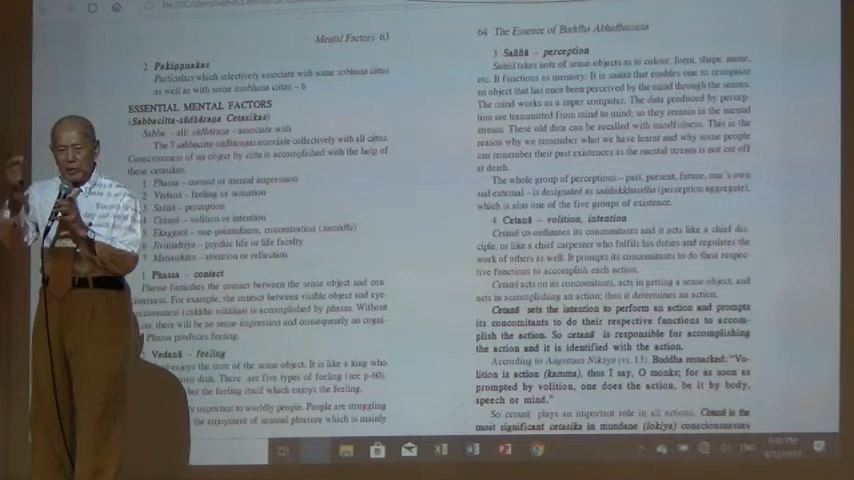 Mental Factors 63
2 Pakiṇṇakas
Particulars which selectively associate with some sobhana cittas
as well as with some asobhana cittas – 6
ESSENTIAL MENTAL FACTORS
(Sabbacitta-sādhāraṇa Cetasikas)
Sabba – all; sādhāraṇa – associate with
The 7 sabbacitta-sādhāraṇas associate collectively with all cittas
Consciousness of an object by citta is accomplished with the help of
these cetasikas.
1 Phassa – contact or mental impression
2 Vedanā – feeling or sensation
3 Saññā – perception
4 Cetanā – volition or intention
5 Ekaggatā – one-pointedness, concentration (samādhi)
6 Jīvitindriya – psychic life or life faculty
7 Manasikāra – attention or reflection
1 Phassa – contact
Phassa furnishes the contact between the sense object and con
sciousness. For example, the contact between visible object and eye-
consciousness (cakkhu viññāṇa) is accomplished by phassa. Without
there will be no sense-impression and consequently no cogni-
Phassa produces feeling.
Vedanā – feeling
enjoys the taste of the sense-object. It is like a king who
dish. There are five types of feeling (see p-60).
the feeling itself which enjoys the feeling.
important to worldly people. People are struggling
the enjoyment of sensual pleasure which is mainly
64 The Essence of Buddha Abhidhamma
3 Saññā – perception
Saññā takes note of sense-objects as to colour, form, shape, name,
etc. It functions as memory. It is saññā that enables one to recognize
an object that has once been perceived by the mind through the senses.
The mind works as a super computer. The data produced by percep-
tion are transmitted from mind to mind; so they remain in the mental
stream. These old data can be recalled with mindfulness. This is the
reason why we remember what we have learned and why some people
can remember their past existences as the mental stream is not cut off
at death.
The whole group of perceptions – past, present, future, one's own
and external – is designated as saññākkhandha (perception aggregate),
which is also one of the five groups of existence.
4 Cetanā – volition, intention
Cetanā co-ordinates its concomitants and it acts like a chief dis-
ciple, or like a chief carpenter who fulfils his duties and regulates the
work of others as well. It prompts its concomitants to do their respec-
tive functions to accomplish each action.
Cetanā acts on its concomitants, acts in getting a sense object, and
acts in accomplishing an action; thus it determines an action.
Cetanā sets the intention to perform an action and prompts
its concomitants to do their respective functions to accom-
plish the action. So cetanā is responsible for accomplishing
the action and it is identified with the action.
According to Aṅguttara Nikāya (vi. 13), Buddha remarked: "Vo-
lition is action (kamma), thus I say, O monks; for as soon as
prompted by volition, one does the action, be it by body,
speech or mind."
So cetanā plays an important role in all actions. Cetanā is the
most significant cetasika in mundane (lokiya) consciousnesses
ENG